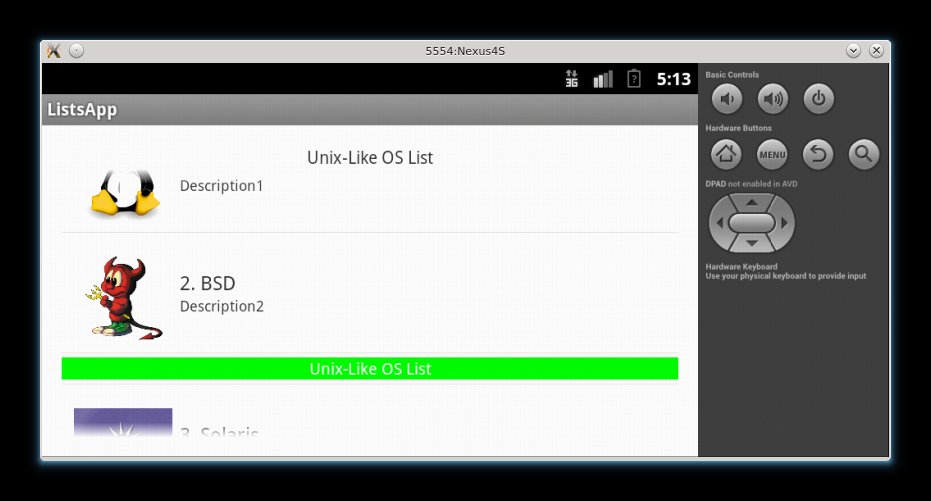 5554:Nexus4S
3G
?
5:13
ListsApp
Unix-Like OS List
Description1
2. BSD
Description2
Unix-Like OS List
3. Solaris
Basic Controls
Hardware Buttons
MENU
DPAD not enabled in AVD
Hardware Keyboard
Use your physical keyboard to provide input